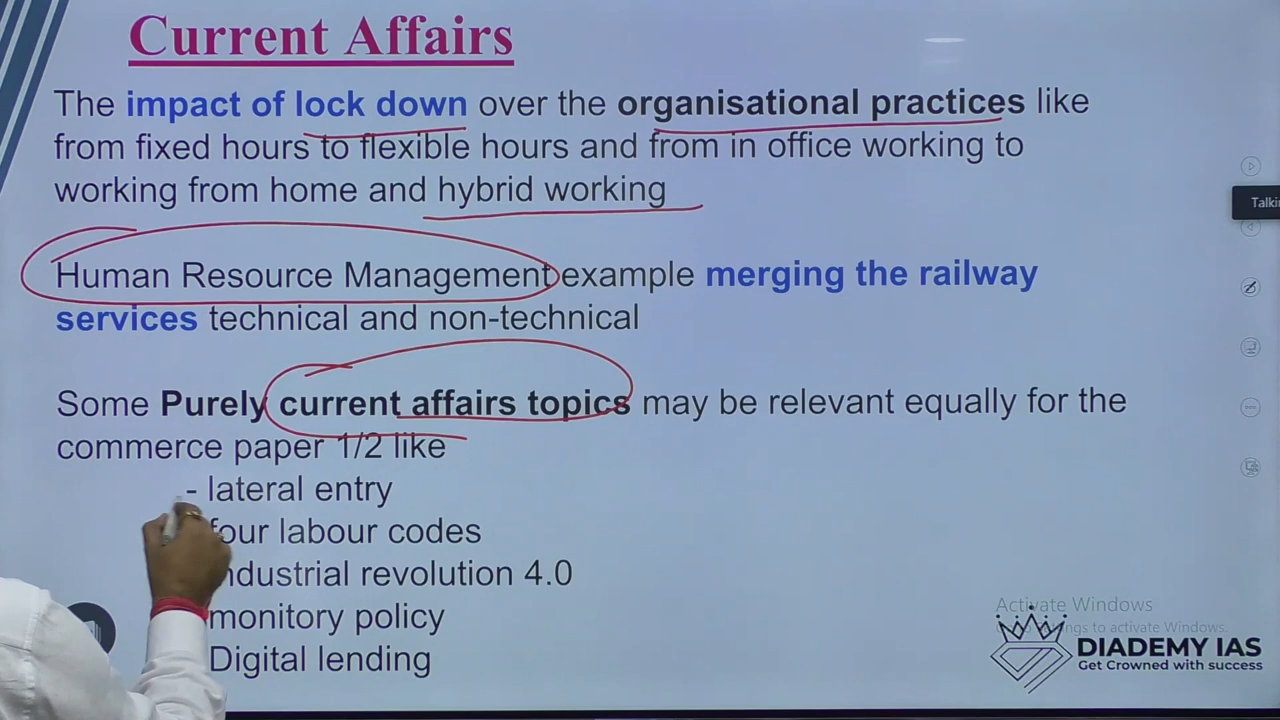 Current Affairs
The impact of lock down over the organisational practices like
from fixed hours to flexible hours and from in office working to
working from home and hybrid working
Human Resource Management example merging the railway
services technical and non-technical
Some Purely current affairs topics may be relevant equally for the
commerce paper 1/2 like
- lateral entry
four labour codes
ndustrial revolution 4.0
monitory policy
Digital lending
Talki
Activate Windows
to activate Windows.
DIADEMY IAS
Get Crowned with success